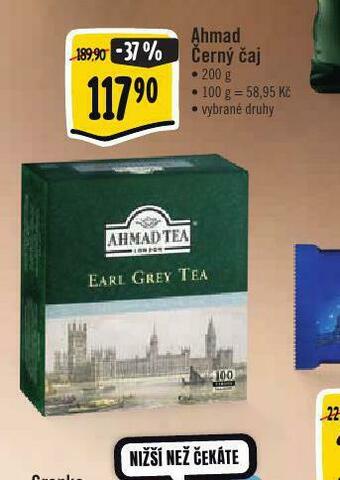 189,90 -37%
117 90
Ahmad
Černý čaj
• 200 g
• 100 g = 58,95 Kč
• vybrané druhy
AHMAD TEA
LONDON
EARL GREY TEA
100
22
NIŽŠÍ NEŽ ČEKÁTE